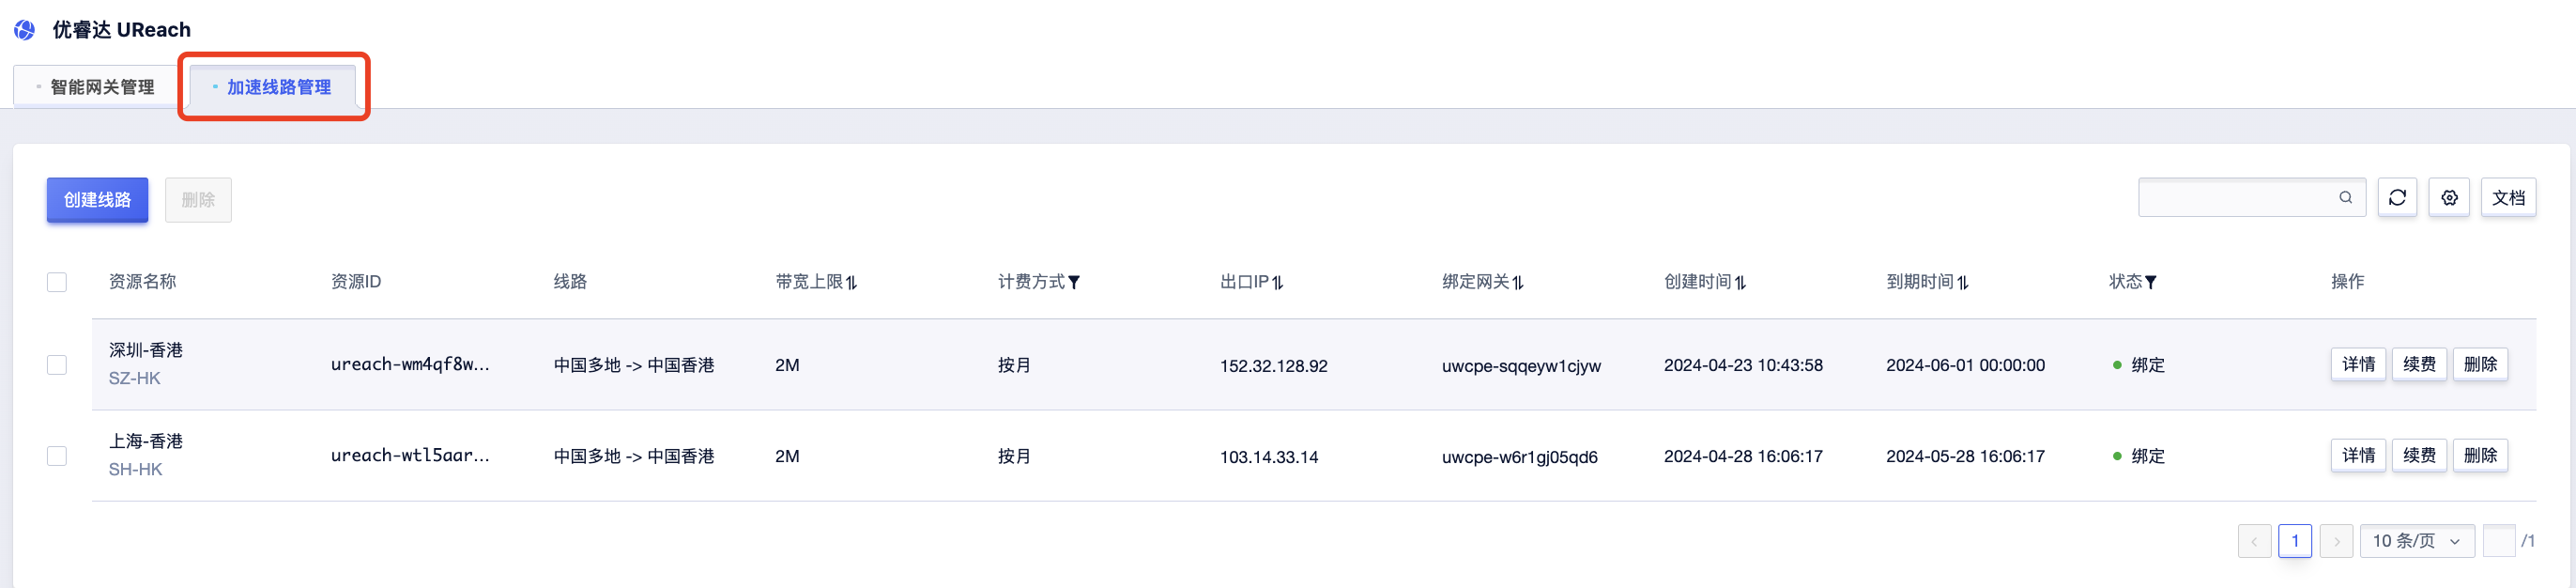 优睿达 UReach
智能网关管理 加速线路管理
创建线路 删除 文档
资源名称 资源ID 线路 带宽上限 计费方式 出口IP 绑定网关 创建时间 到期时间 状态 操作
深圳-香港
SZ-HK
ureach-wm4qf8w... 中国多地 -> 中国香港 2M 按月 152.32.128.92 uwcpe-sqqeyw1cjyw 2024-04-23 10:43:58 2024-06-01 00:00:00 绑定 详情 续费 删除
上海-香港
SH-HK
ureach-wtl5aar... 中国多地 -> 中国香港 2M 按月 103.14.33.14 uwcpe-w6r1gj05qd6 2024-04-28 16:06:17 2024-05-28 16:06:17 绑定 详情 续费 删除
1 10 条/页 /1